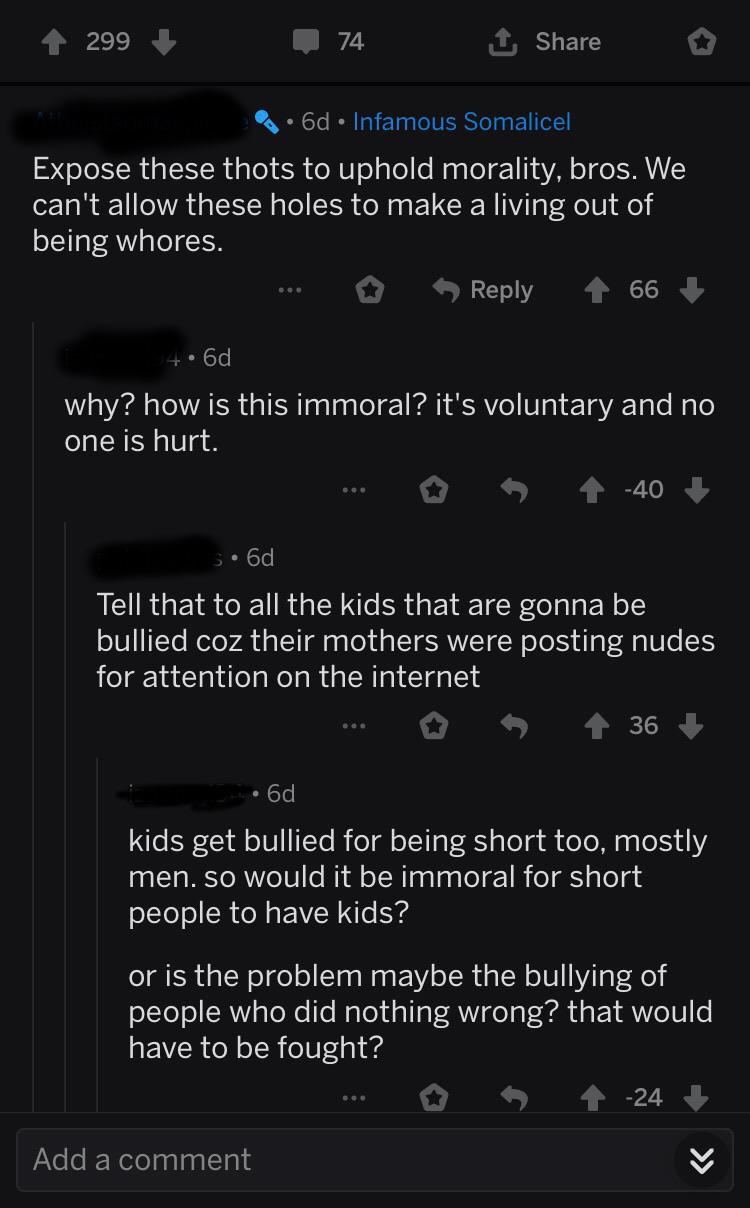 299 74 Share
• 6d • Infamous Somalicel
Expose these thots to uphold morality, bros. We
can't allow these holes to make a living out of
being whores.
... Reply 66
4 • 6d
why? how is this immoral? it's voluntary and no
one is hurt.
... -40
s • 6d
Tell that to all the kids that are gonna be
bullied coz their mothers were posting nudes
for attention on the internet
... 36
• 6d
kids get bullied for being short too, mostly
men. so would it be immoral for short
people to have kids?
or is the problem maybe the bullying of
people who did nothing wrong? that would
have to be fought?
... -24
Add a comment